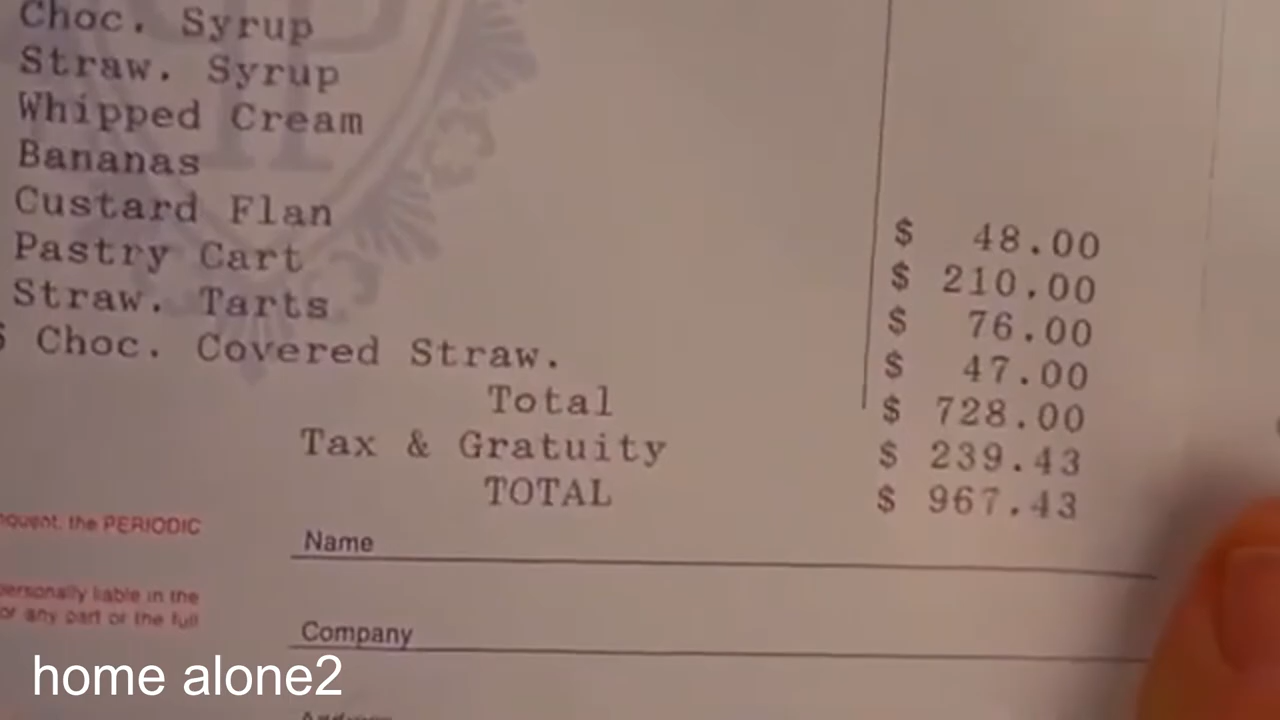 Choc. Syrup
Straw. Syrup
Whipped Cream
Bananas
Custard Flan $ 48.00
Pastry Cart $ 210.00
Straw. Tarts $ 76.00
Choc. Covered Straw. $ 47.00
Total $ 728.00
Tax & Gratuity $ 239.43
TOTAL $ 967.43
the PERIODIC
Name
personally liable in the
or any part or the full
Company
home alone2